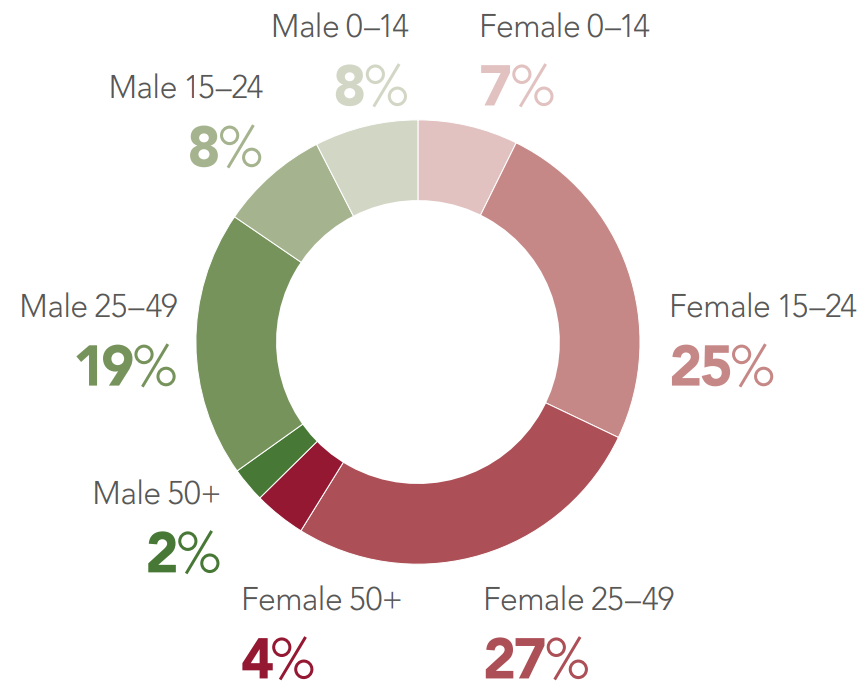 Male 0–14
8%
Female 0–14
7%
Male 15–24
8%
Female 15–24
25%
Male 25–49
19%
Male 50+
2%
Female 50+
4%
Female 25–49
27%